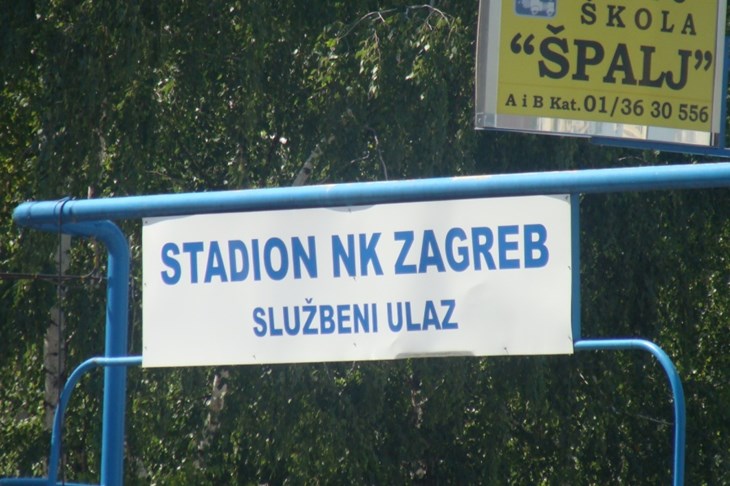 ŠKOLA
“ŠPALJ”
A i B Kat. 01/36 30 556
STADION NK ZAGREB
SLUŽBENI ULAZ